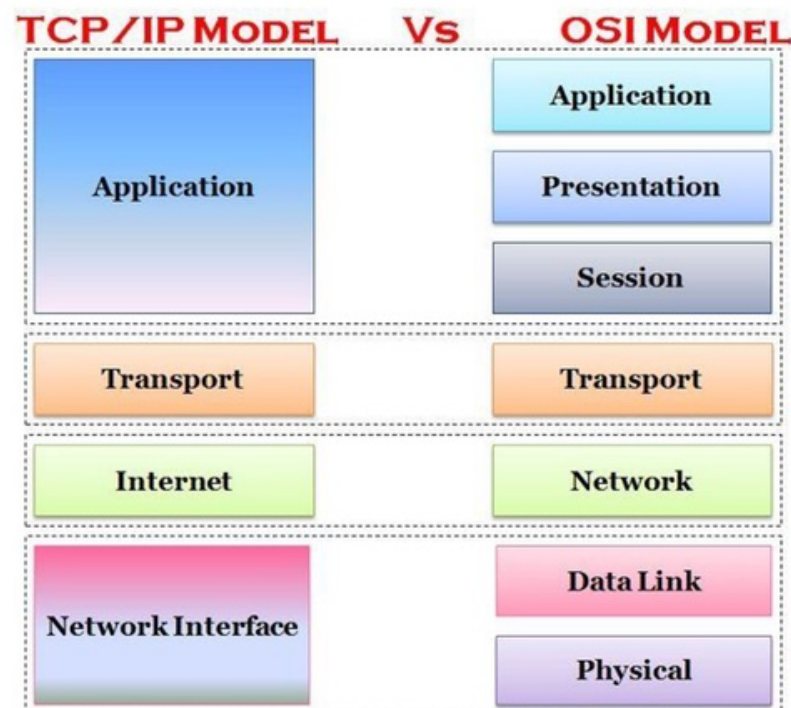 TCP/IP MODEL Vs OSI MODEL
Application
Application
Presentation
Session
Transport
Transport
Internet
Network
Network Interface
Data Link
Physical